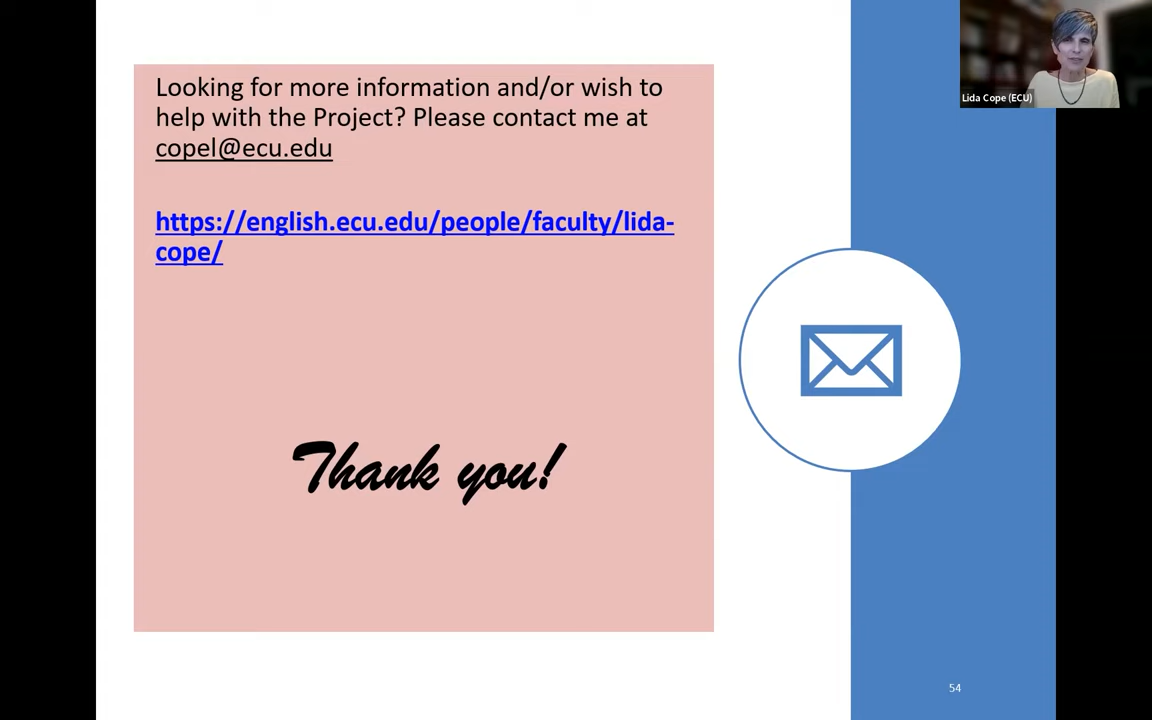 Looking for more information and/or wish to
help with the Project? Please contact me at
copel@ecu.edu
https://english.ecu.edu/people/faculty/lida-
cope/
Thank you!
Lida Cope (ECU)
54